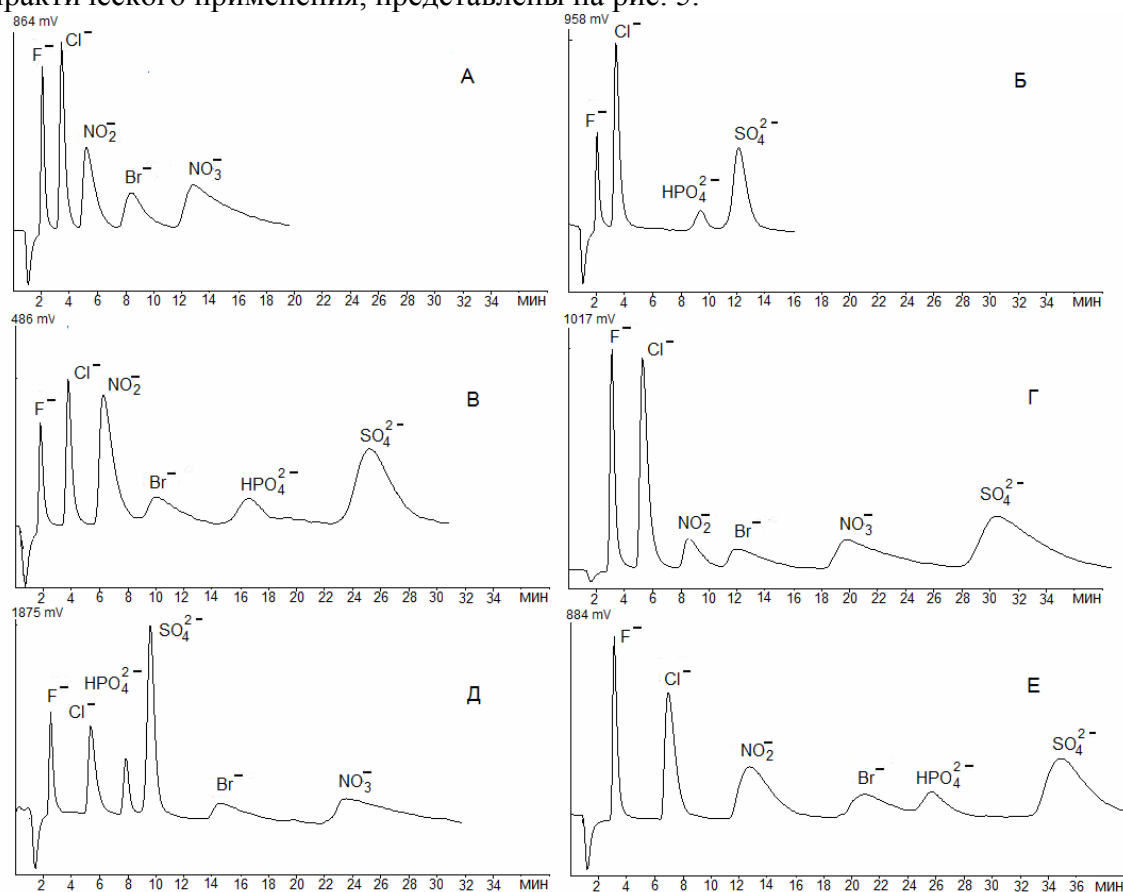 практического применения, представлены на рис. 5.
864 mV
F⁻
Cl⁻
NO₂⁻
Br⁻
NO₃⁻
А
2 4 6 8 10 12 14 16 18 20 22 24 26 28 30 32 34 мин
958 mV
F⁻
Cl⁻
HPO₄²⁻
SO₄²⁻
Б
2 4 6 8 10 12 14 16 18 20 22 24 26 28 30 32 34 мин
486 mV
F⁻
Cl⁻
NO₂⁻
Br⁻
HPO₄²⁻
SO₄²⁻
В
2 4 6 8 10 12 14 16 18 20 22 24 26 28 30 32 34 мин
1017 mV
F⁻
Cl⁻
NO₂⁻
Br⁻
NO₃⁻
SO₄²⁻
Г
2 4 6 8 10 12 14 16 18 20 22 24 26 28 30 32 34 мин
1875 mV
F⁻
Cl⁻
HPO₄²⁻
SO₄²⁻
Br⁻
NO₃⁻
Д
2 4 6 8 10 12 14 16 18 20 22 24 26 28 30 32 34 мин
884 mV
F⁻
Cl⁻
NO₂⁻
Br⁻
HPO₄²⁻
SO₄²⁻
Е
2 4 6 8 10 12 14 16 18 20 22 24 26 28 30 32 34 36 мин